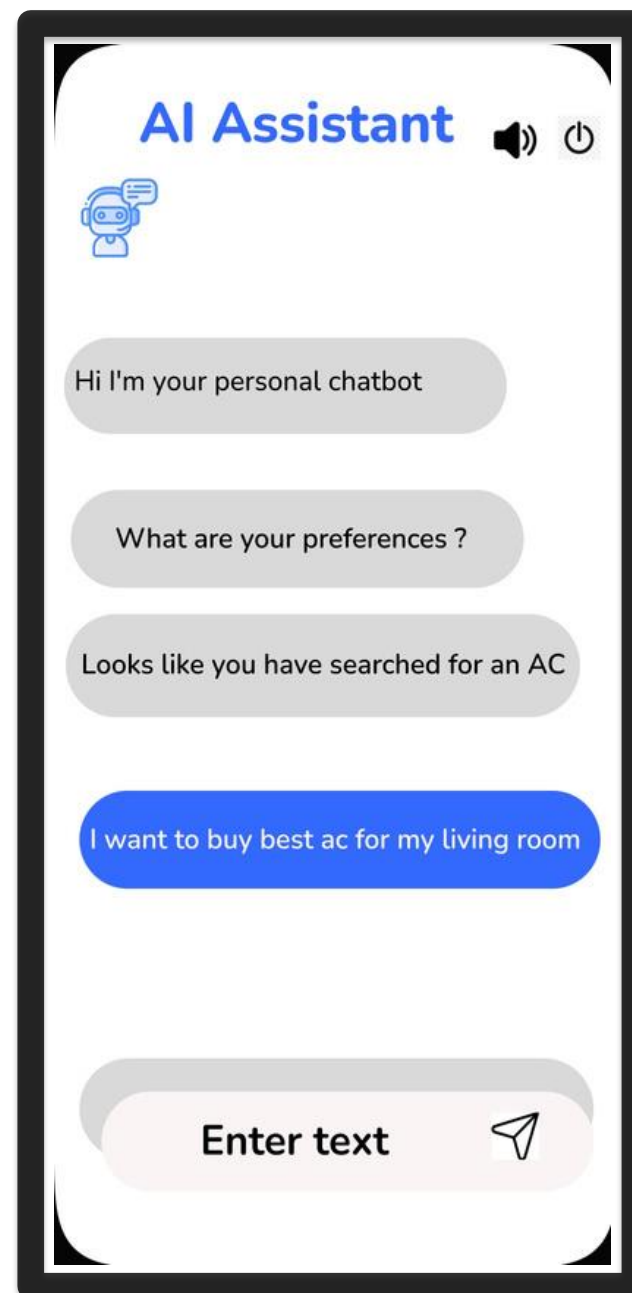 AI Assistant
Hi I'm your personal chatbot
What are your preferences ?
Looks like you have searched for an AC
I want to buy best ac for my living room
Enter text